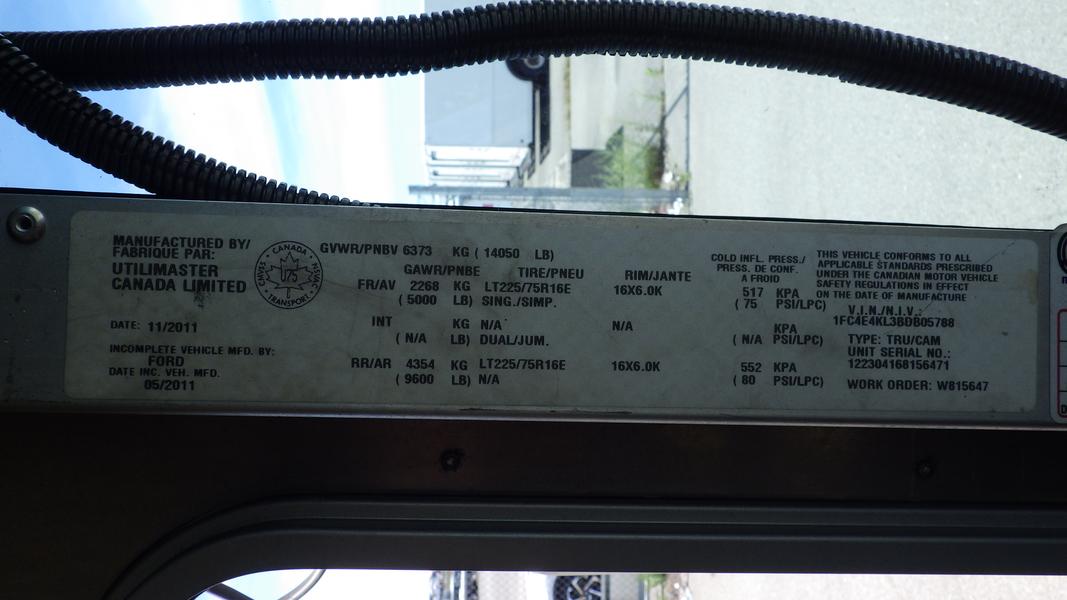 MANUFACTURED BY/
FABRIQUE PAR:
UTILIMASTER
CANADA LIMITED
DATE: 11/2011
INCOMPLETE VEHICLE MFD. BY:
FORD
DATE INC. VEH. MFD.
05/2011
CANADA
TRANSPORT
GVWR/PNBV 6373 KG ( 14050 LB)
GAWR/PNBE TIRE/PNEU RIM/JANTE
COLD INFL. PRESS./
PRESS. DE CONF.
A FROID
FR/AV 2268 KG LT225/75R16E 16X6.0K 517 KPA
( 5000 LB) SING./SIMP. ( 75 PSI/LPC)
INT KG N/A N/A KPA
( N/A LB) DUAL/JUM. ( N/A PSI/LPC)
RR/AR 4354 KG LT225/75R16E 16X6.0K 552 KPA
( 9600 LB) N/A ( 80 PSI/LPC)
THIS VEHICLE CONFORMS TO ALL
APPLICABLE STANDARDS PRESCRIBED
UNDER THE CANADIAN MOTOR VEHICLE
SAFETY REGULATIONS IN EFFECT
ON THE DATE OF MANUFACTURE
V.I.N./N.I.V.:
1FC4E4KL3BDB05788
TYPE: TRU/CAM
UNIT SERIAL NO.:
122304168156471
WORK ORDER: W815647